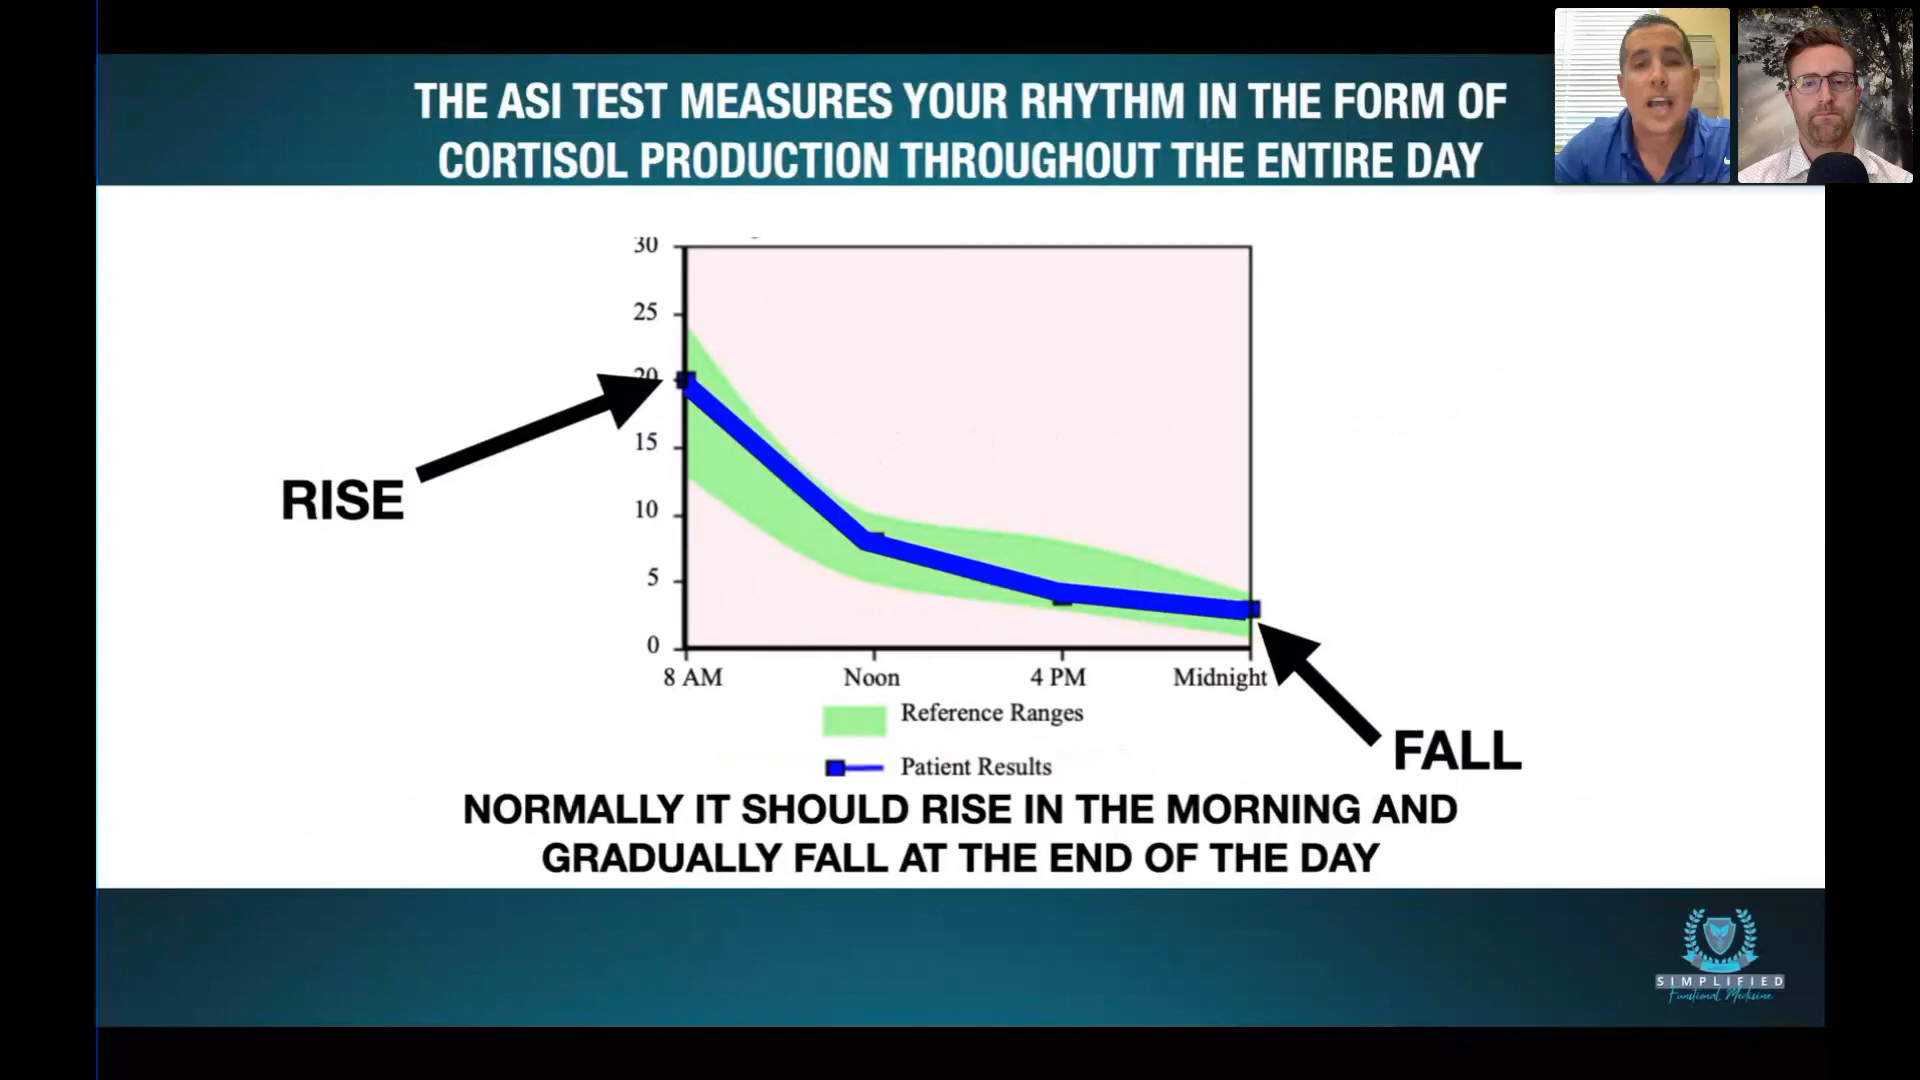 THE ASI TEST MEASURES YOUR RHYTHM IN THE FORM OF
CORTISOL PRODUCTION THROUGHOUT THE ENTIRE DAY
30
25
20
15
10
5
0
RISE
8 AM
Noon
4 PM
Midnight
Reference Ranges
Patient Results
FALL
NORMALLY IT SHOULD RISE IN THE MORNING AND
GRADUALLY FALL AT THE END OF THE DAY
SIMPLIFIED
Functional Medicine